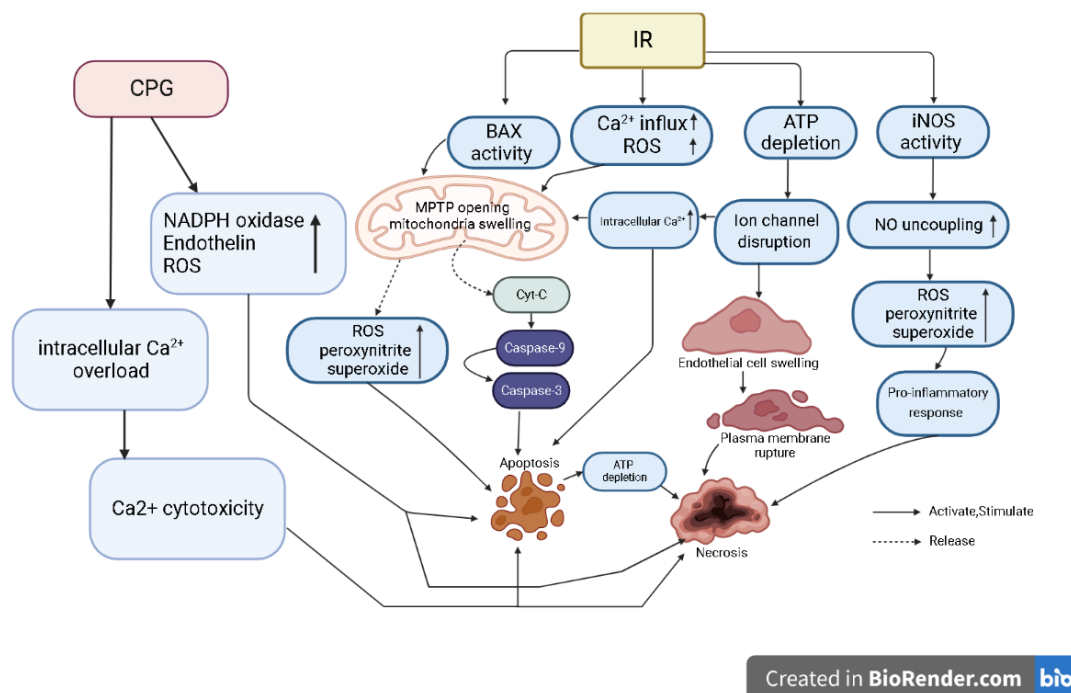 IR
CPG
BAX
activity
Ca²⁺ influx
ROS
ATP
depletion
iNOS
activity
NADPH oxidase
Endothelin
ROS
MPTP opening
mitochondria swelling
Intracellular Ca²⁺
Ion channel
disruption
NO uncoupling
Cyt-C
ROS
peroxynitrite
superoxide
ROS
peroxynitrite
superoxide
intracellular Ca²⁺
overload
Caspase-9
Caspase-3
Endothelial cell swelling
Pro-inflammatory
response
Plasma membrane
rupture
Apoptosis
ATP
depletion
Ca2+ cytotoxicity
Necrosis
Activate,Stimulate
Release
Created in BioRender.com bio